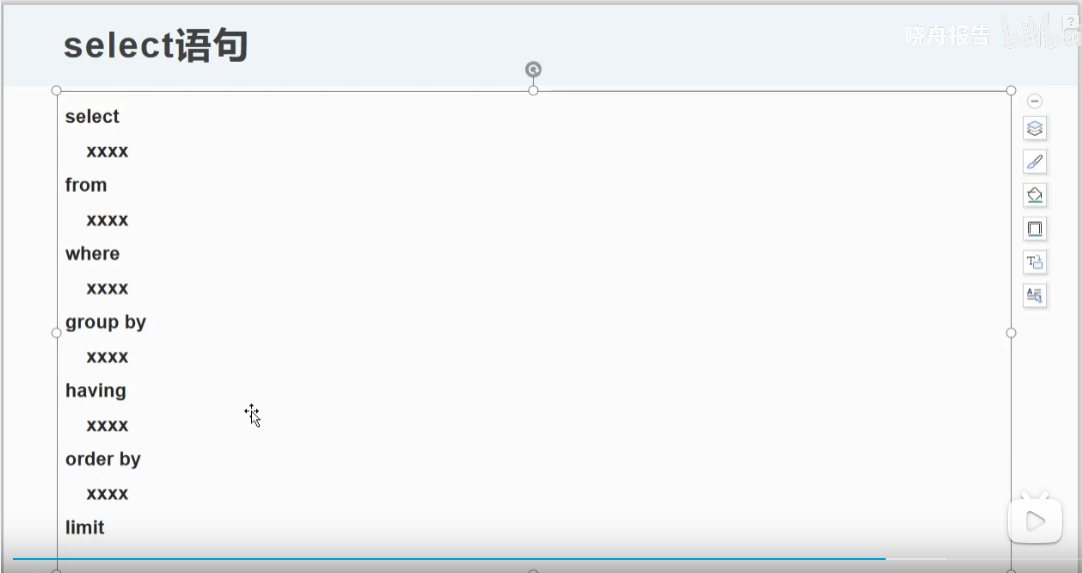 select语句
晓舟报告
bilibili
select
xxxx
from
xxxx
where
xxxx
group by
xxxx
having
xxxx
order by
xxxx
limit